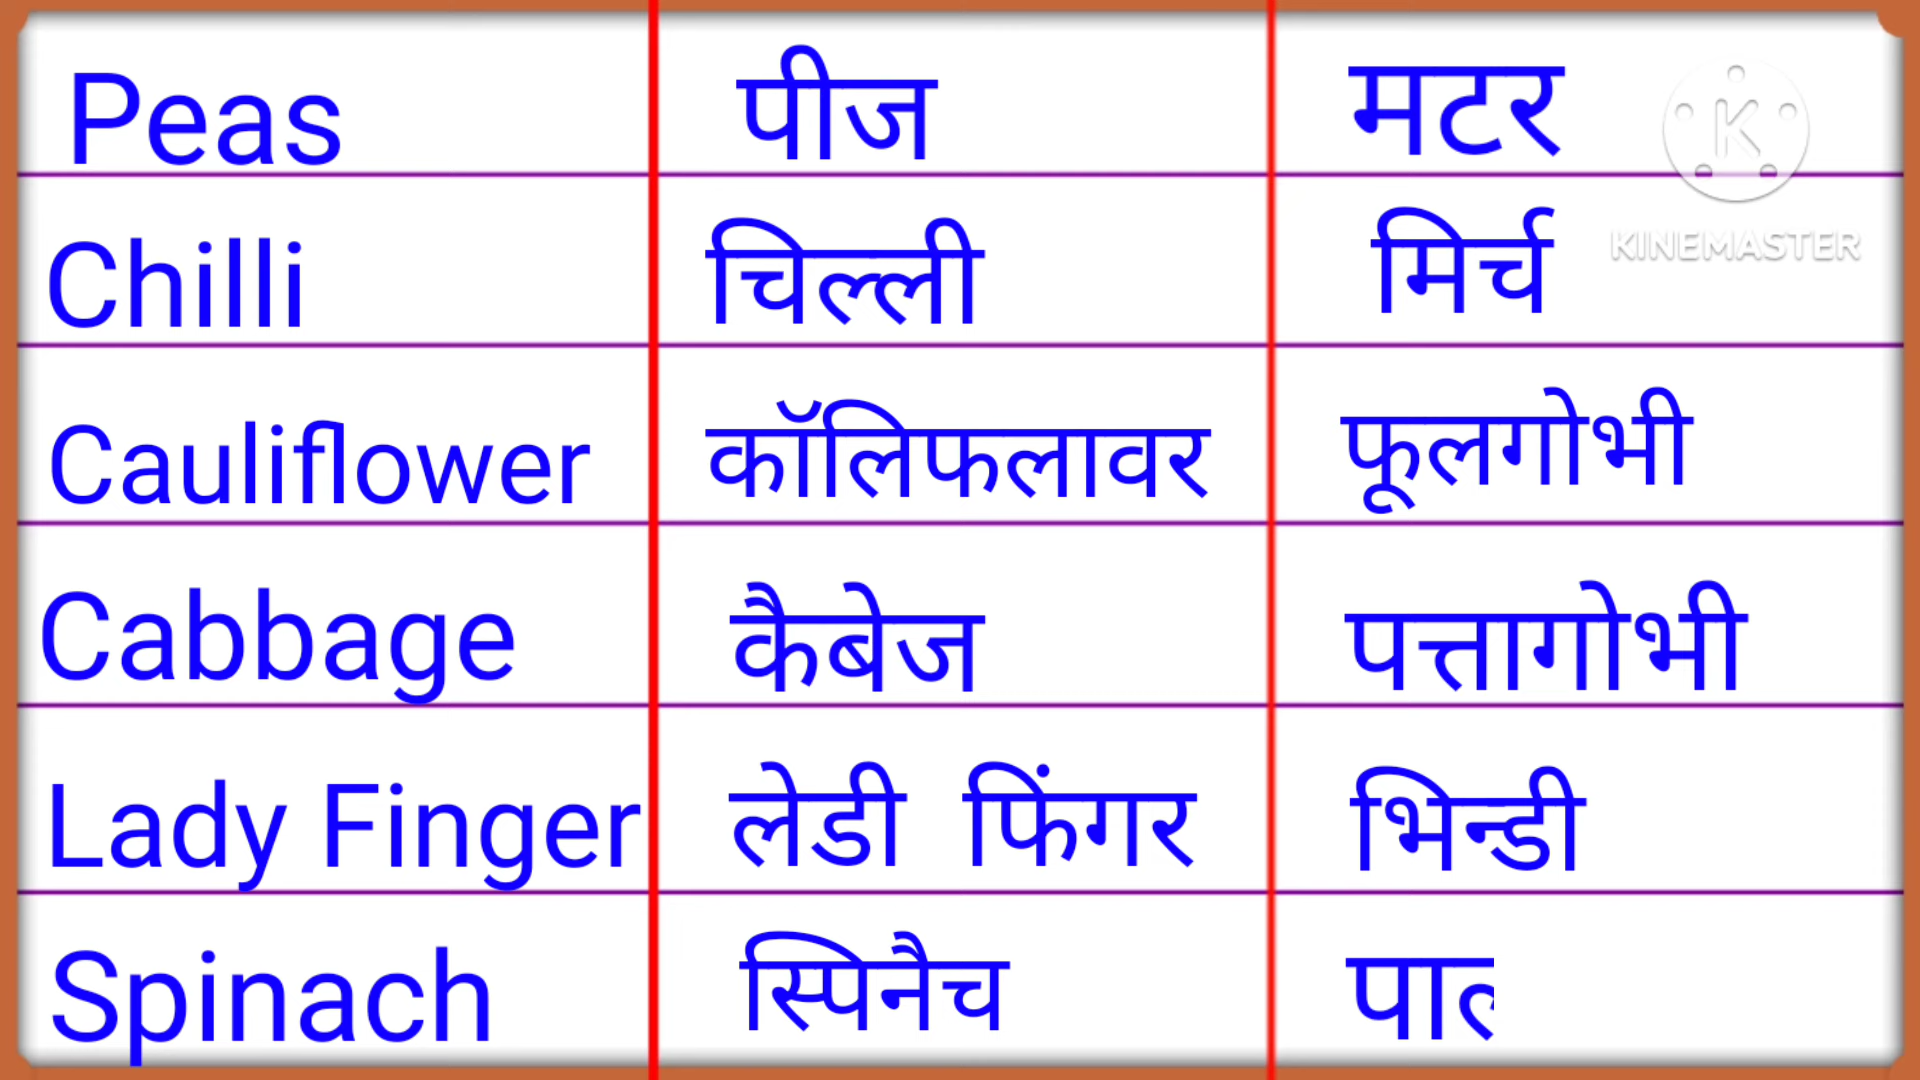 Peas पीज मटर
Chilli चिल्ली मिर्च
Cauliflower कॉलिफलावर फूलगोभी
Cabbage कैबेज पत्तागोभी
Lady Finger लेडी फिंगर भिन्डी
Spinach स्पिनैच
KINEMASTER